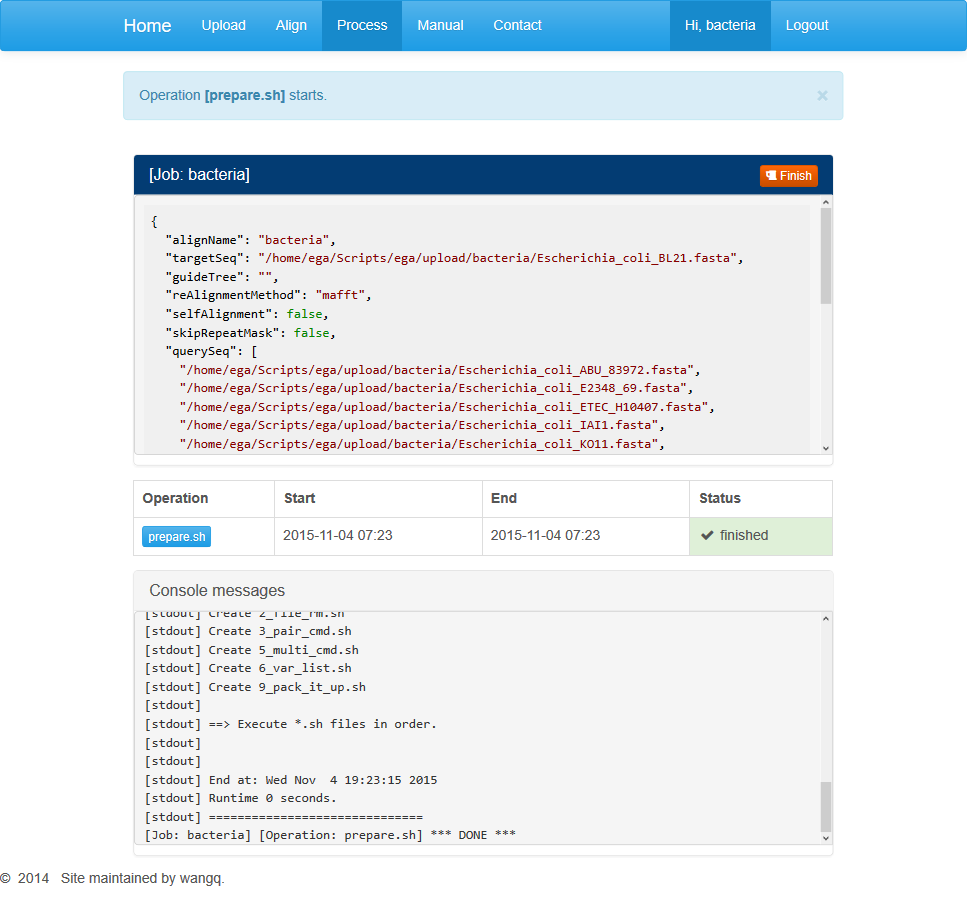 Home Upload Align Process Manual Contact Hi, bacteria Logout
Operation [prepare.sh] starts. ×
[Job: bacteria] Finish
{
"alignName": "bacteria",
"targetSeq": "/home/ega/Scripts/ega/upload/bacteria/Escherichia_coli_BL21.fasta",
"guideTree": "",
"reAlignmentMethod": "mafft",
"selfAlignment": false,
"skipRepeatMask": false,
"querySeq": [
"/home/ega/Scripts/ega/upload/bacteria/Escherichia_coli_ABU_83972.fasta",
"/home/ega/Scripts/ega/upload/bacteria/Escherichia_coli_E2348_69.fasta",
"/home/ega/Scripts/ega/upload/bacteria/Escherichia_coli_ETEC_H10407.fasta",
"/home/ega/Scripts/ega/upload/bacteria/Escherichia_coli_IAI1.fasta",
"/home/ega/Scripts/ega/upload/bacteria/Escherichia_coli_KO11.fasta",
Operation Start End Status
prepare.sh 2015-11-04 07:23 2015-11-04 07:23 finished
Console messages
[stdout] Create 2_file_rm.sh
[stdout] Create 3_pair_cmd.sh
[stdout] Create 5_multi_cmd.sh
[stdout] Create 6_var_list.sh
[stdout] Create 9_pack_it_up.sh
[stdout]
[stdout] ==> Execute *.sh files in order.
[stdout]
[stdout]
[stdout] End at: Wed Nov  4 19:23:15 2015
[stdout] Runtime 0 seconds.
[stdout] ==============================
[Job: bacteria] [Operation: prepare.sh] *** DONE ***
© 2014 Site maintained by wangq.